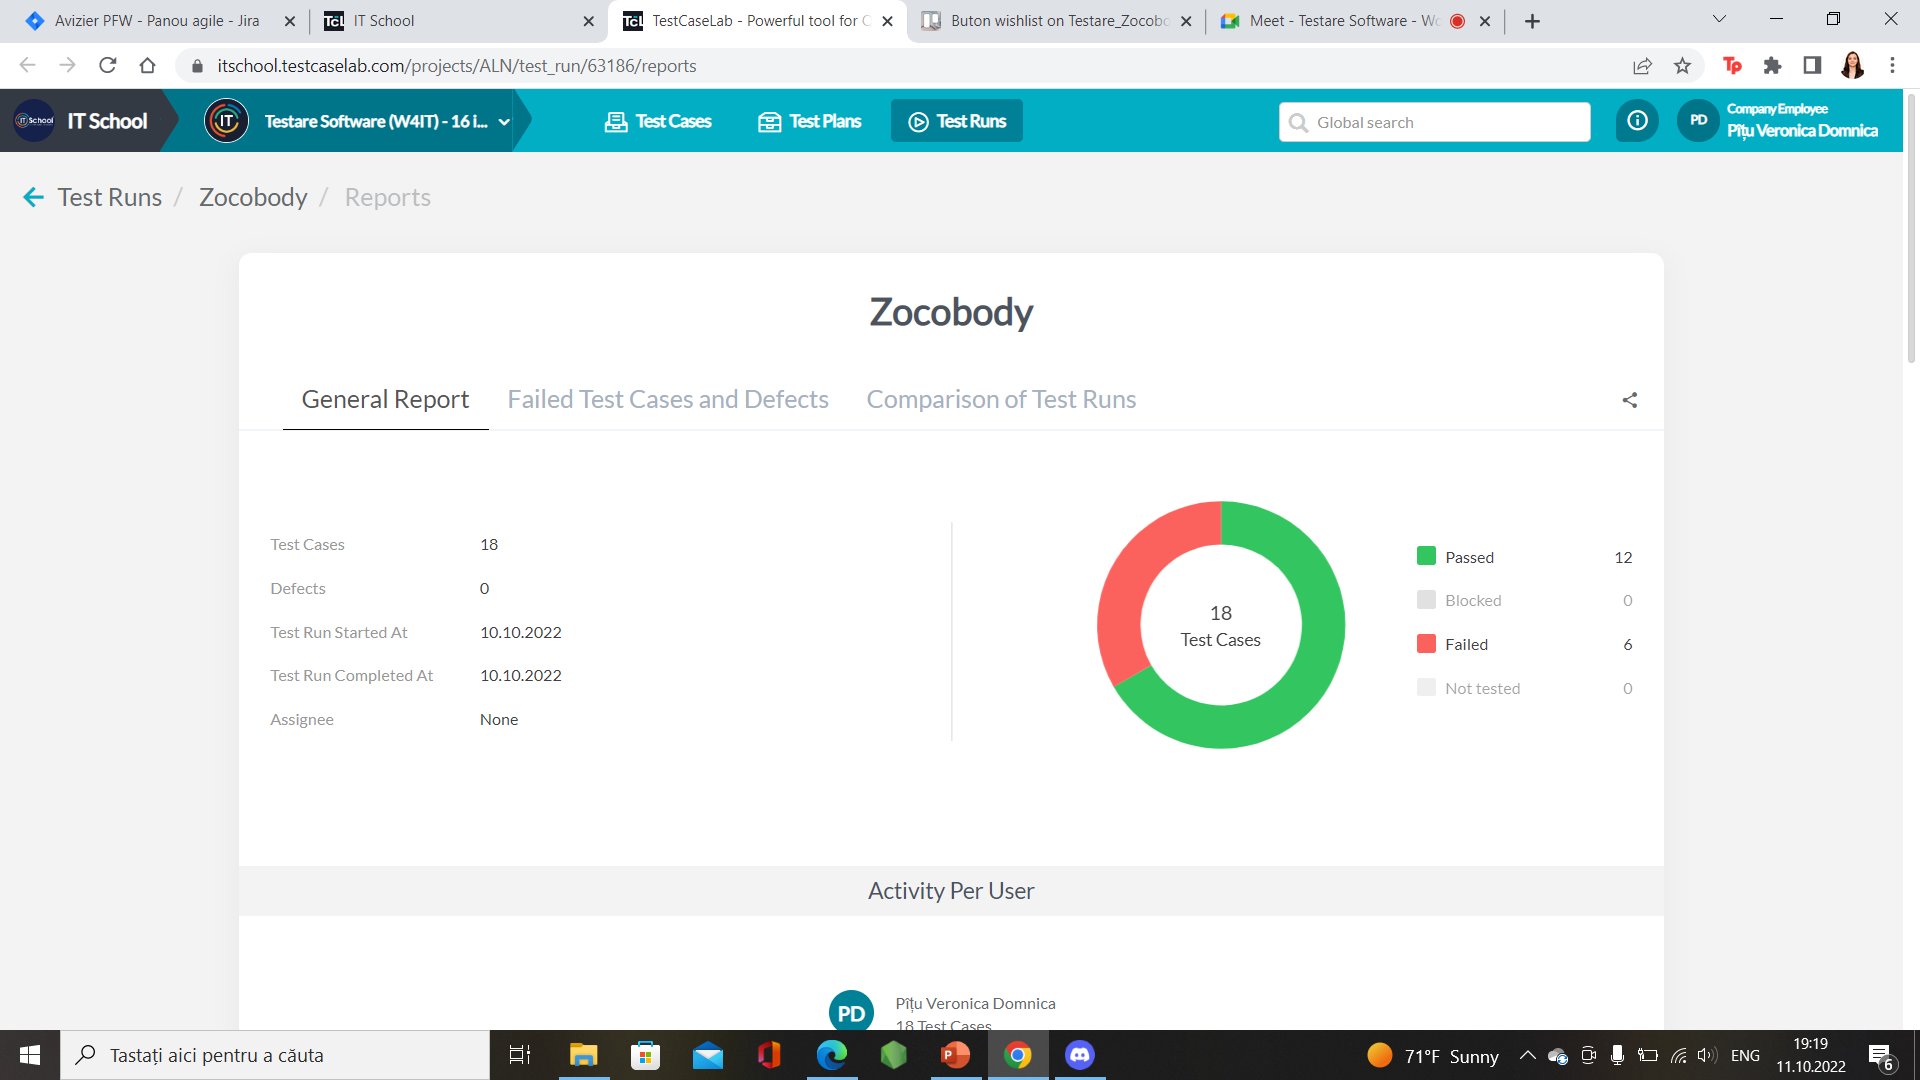 Avizier PFW - Panou agile - Jira
IT School
TestCaseLab - Powerful tool for
Buton wishlist on Testare_Zocobo
Meet - Testare Software - Wo
itschool.testcaselab.com/projects/ALN/test_run/63186/reports
IT School
Testare Software (W4IT) - 16 i...
Test Cases
Test Plans
Test Runs
Global search
PD
Company Employee
Pîțu Veronica Domnica
Test Runs / Zocobody / Reports
Zocobody
General Report
Failed Test Cases and Defects
Comparison of Test Runs
Test Cases 18
Defects 0
Test Run Started At 10.10.2022
Test Run Completed At 10.10.2022
Assignee None
18
Test Cases
Passed 12
Blocked 0
Failed 6
Not tested 0
Activity Per User
PD
Pîțu Veronica Domnica
18 Test Cases
Tastați aici pentru a căuta
71°F Sunny
ENG
19:19
11.10.2022
6